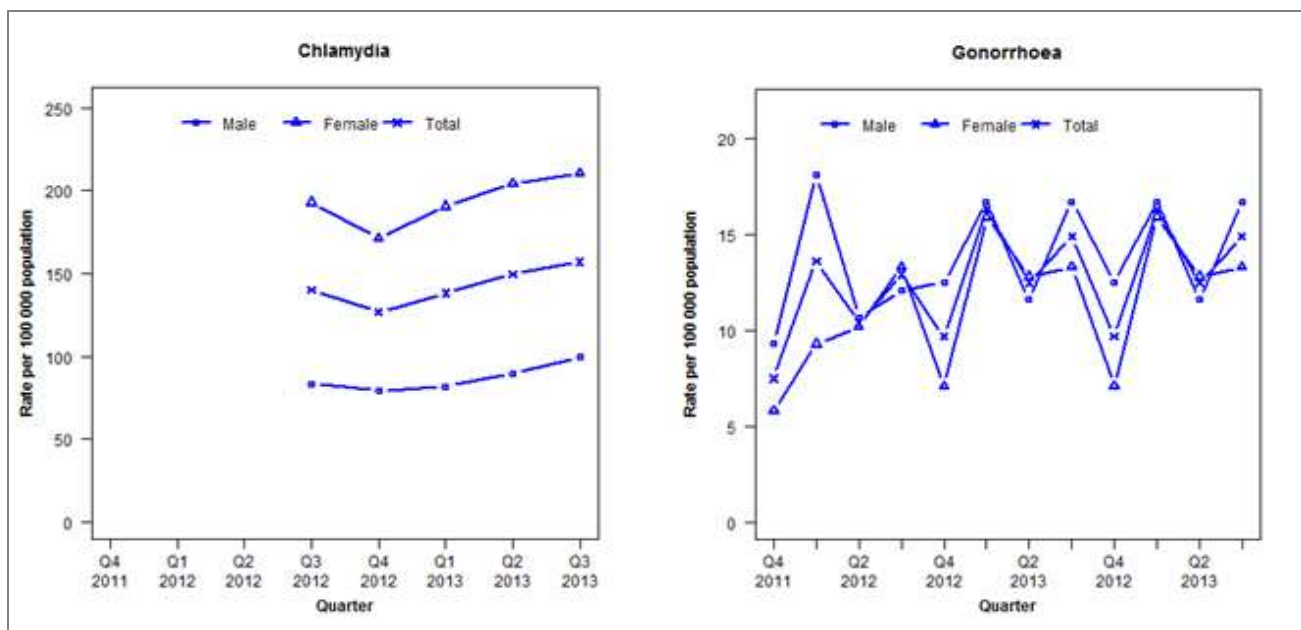 Chlamydia
250
200
150
100
50
0
Rate per 100 000 population
Male Female Total
Q4 Q1 Q2 Q3 Q4 Q1 Q2 Q3
2011 2012 2012 2012 2012 2013 2013 2013
Quarter
Gonorrhoea
20
15
10
5
0
Rate per 100 000 population
Male Female Total
Q4 Q2 Q4 Q2 Q4 Q2
2011 2012 2012 2013 2012 2013
Quarter